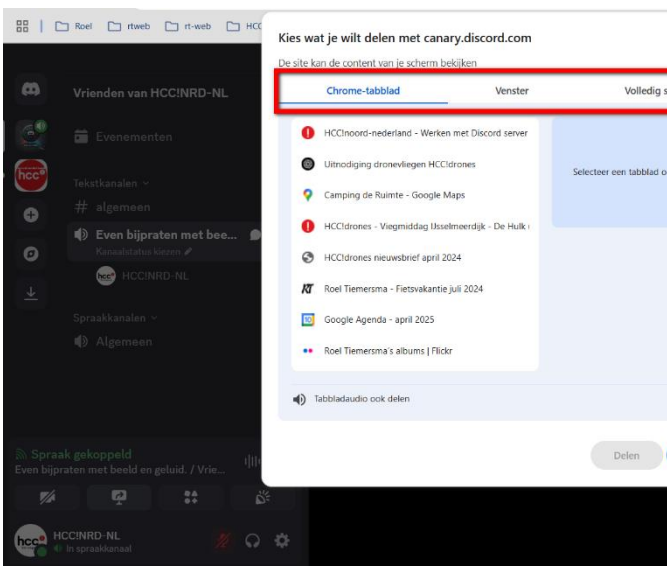 Roel rtweb rt-web HCC
Kies wat je wilt delen met canary.discord.com
De site kan de content van je scherm bekijken
Chrome-tabblad Venster Volledig s
Vrienden van HCC!NRD-NL
Evenementen
Tekstkanalen
algemeen
Even bijpraten met bee...
Kanaalstatus kiezen
hcc HCC!NRD-NL
Spraakkanalen
Algemeen
hcc
HCC!noord-nederland - Werken met Discord server
Uitnodiging dronevliegen HCC!drones
Camping de Ruimte - Google Maps
HCC!drones - Vliegmiddag IJsselmeerdijk - De Hulk
HCC!drones nieuwsbrief april 2024
RT Roel Tiemersma - Fietsvakantie juli 2024
Google Agenda - april 2025
Roel Tiemersma's albums | Flickr
Selecteer een tabblad o
Tabbladaudio ook delen
Delen
Spraak gekoppeld
Even bijpraten met beeld en geluid. / Vrie...
hcc HCC!NRD-NL
In spraakkanaal